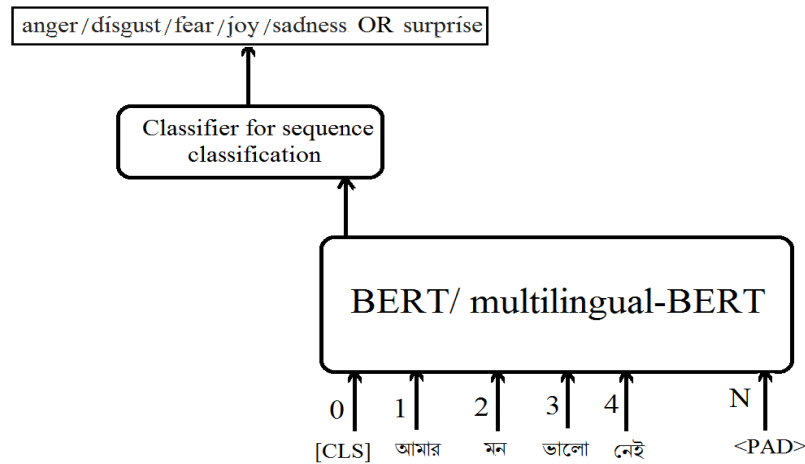 anger/disgust/fear/joy/sadness OR surprise
Classifier for sequence
classification
BERT/ multilingual-BERT
0 1 2 3 4 N
[CLS] আমার মন ভালো নেই <PAD>